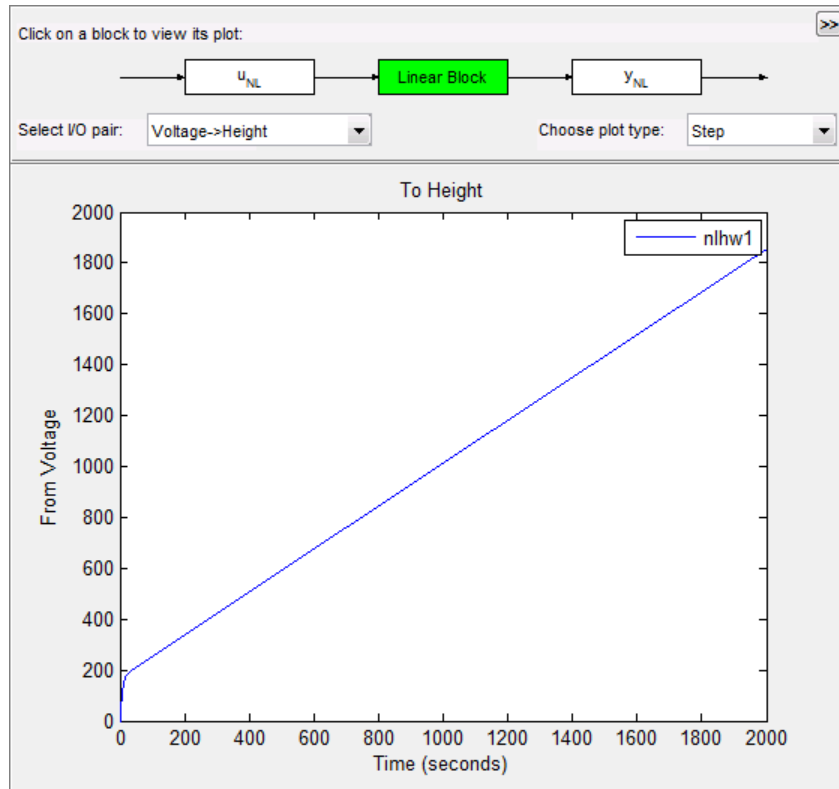 Click on a block to view its plot:
>>
uNL
Linear Block
yNL
Select I/O pair:
Voltage->Height
Choose plot type:
Step
To Height
nlhw1
2000
1800
1600
1400
1200
1000
800
600
400
200
0
From Voltage
0 200 400 600 800 1000 1200 1400 1600 1800 2000
Time (seconds)